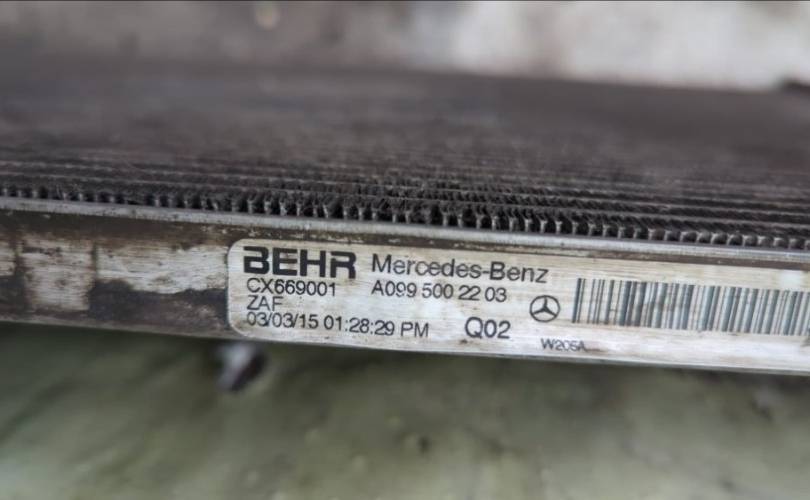 BEHR Mercedes-Benz
CX669001 A099 500 22 03
ZAF
03/03/15 01:28:29 PM Q02
W205A